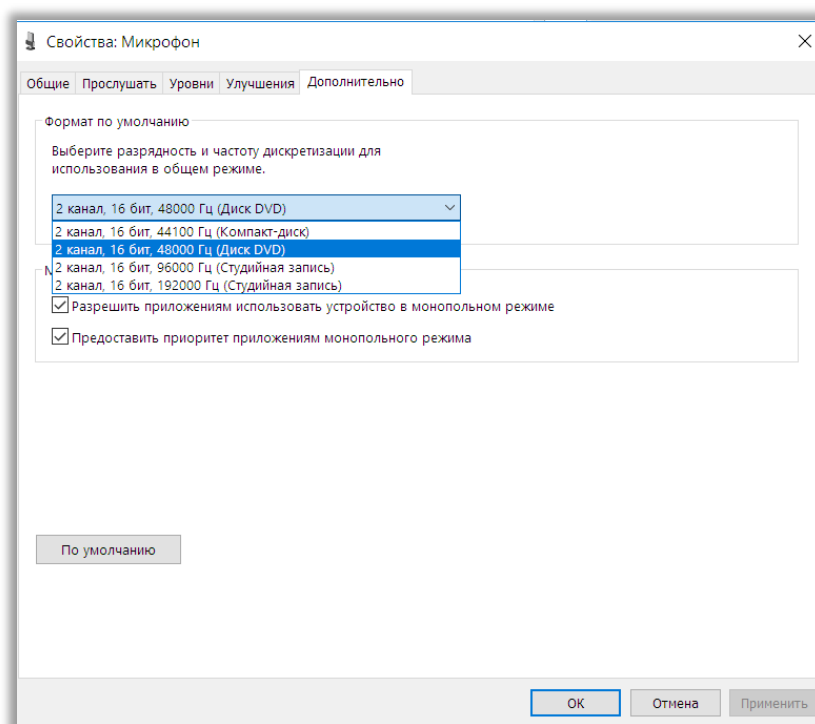 Свойства: Микрофон
Общие Прослушать Уровни Улучшения Дополнительно
Формат по умолчанию
Выберите разрядность и частоту дискретизации для
использования в общем режиме.
2 канал, 16 бит, 48000 Гц (Диск DVD)
2 канал, 16 бит, 44100 Гц (Компакт-диск)
2 канал, 16 бит, 48000 Гц (Диск DVD)
2 канал, 16 бит, 96000 Гц (Студийная запись)
2 канал, 16 бит, 192000 Гц (Студийная запись)
Разрешить приложениям использовать устройство в монопольном режиме
Предоставить приоритет приложениям монопольного режима
По умолчанию
ОК Отмена Применить